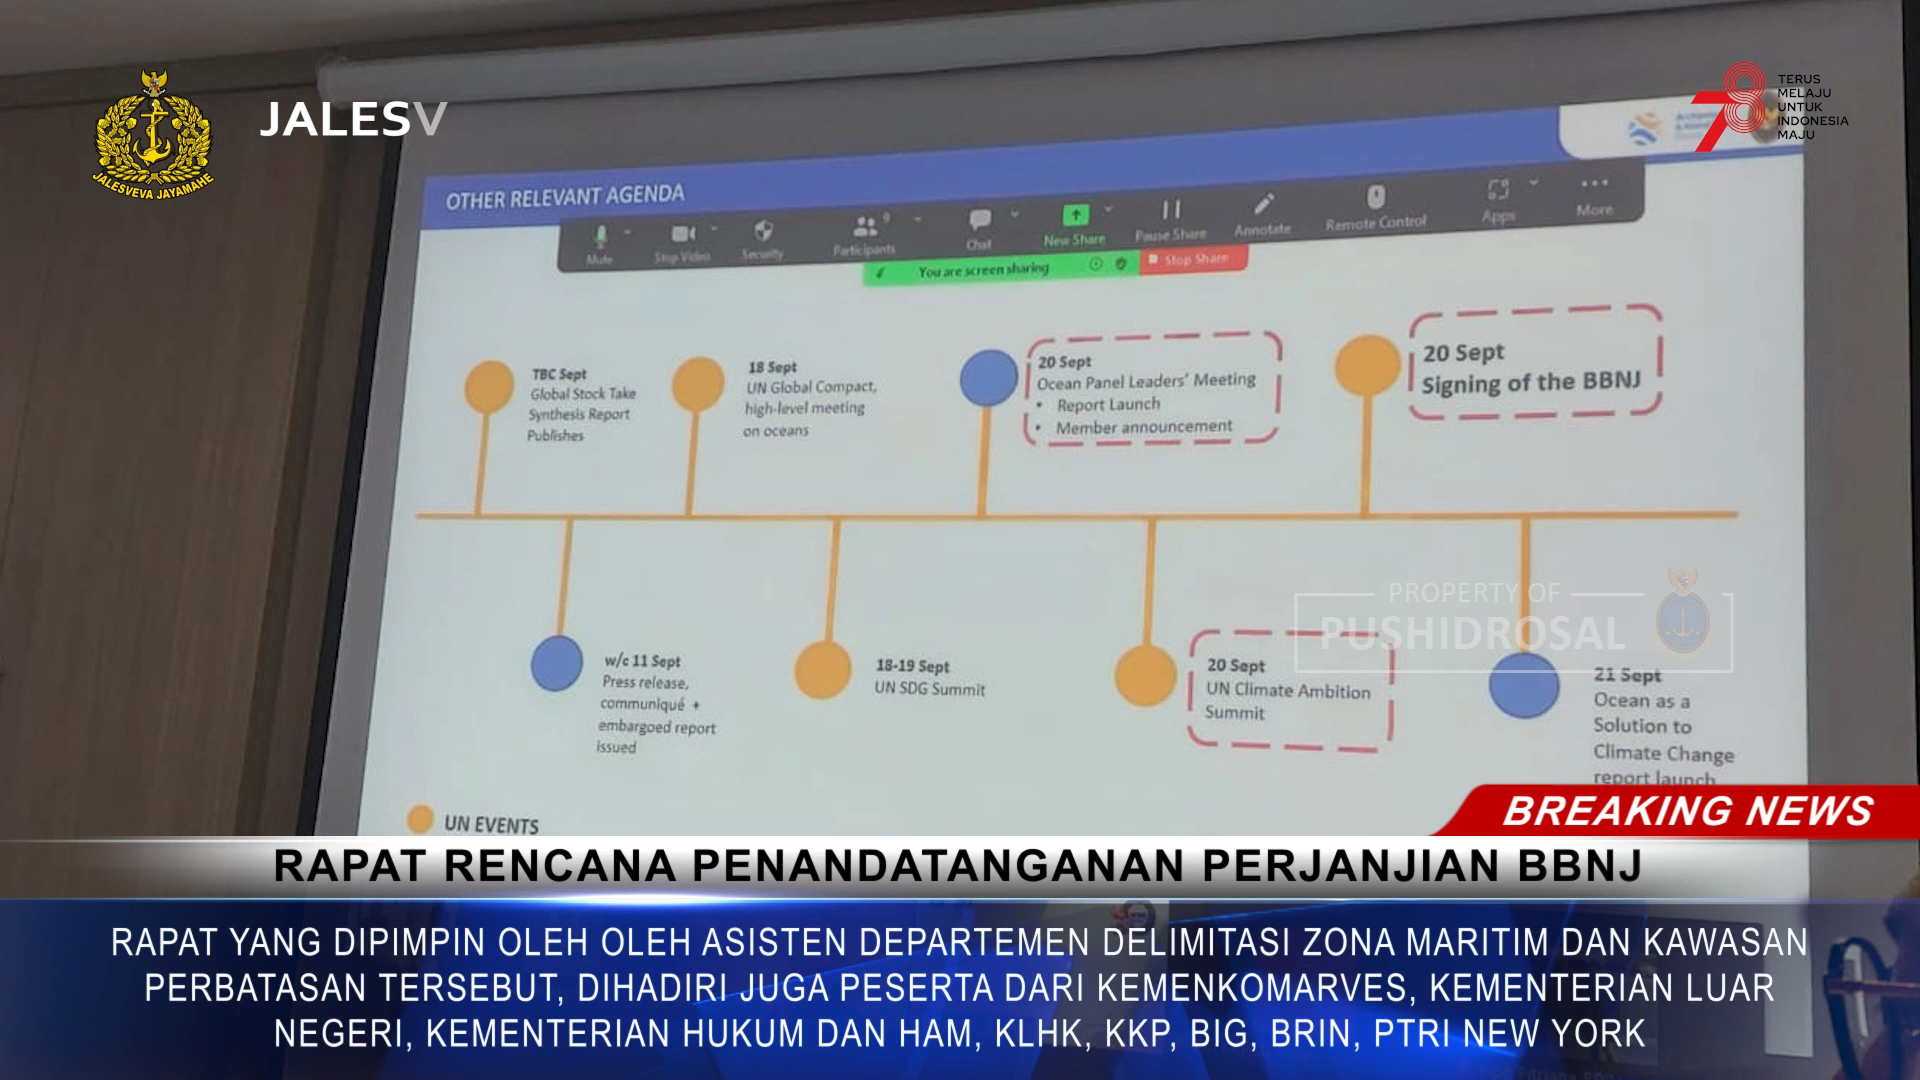 JALESVEVA JAYAMAHE
JALESV
78
TERUS
MELAJU
UNTUK
INDONESIA
MAJU
OTHER RELEVANT AGENDA
Mute
Stop Video
Security
Participants
9
Chat
New Share
Pause Share
Annotate
Remote Control
Apps
More
You are screen sharing
Stop Share
TBC Sept
Global Stock Take
Synthesis Report
Publishes
18 Sept
UN Global Compact,
high-level meeting
on oceans
20 Sept
Ocean Panel Leaders' Meeting
• Report Launch
• Member announcement
20 Sept
Signing of the BBNJ
w/c 11 Sept
Press release,
communiqué +
embargoed report
issued
18-19 Sept
UN SDG Summit
20 Sept
UN Climate Ambition
Summit
21 Sept
Ocean as a
Solution to
Climate Change
report launch
PROPERTY OF
PUSHIDROSAL
UN EVENTS
BREAKING NEWS
RAPAT RENCANA PENANDATANGANAN PERJANJIAN BBNJ
RAPAT YANG DIPIMPIN OLEH OLEH ASISTEN DEPARTEMEN DELIMITASI ZONA MARITIM DAN KAWASAN
PERBATASAN TERSEBUT, DIHADIRI JUGA PESERTA DARI KEMENKOMARVES, KEMENTERIAN LUAR
NEGERI, KEMENTERIAN HUKUM DAN HAM, KLHK, KKP, BIG, BRIN, PTRI NEW YORK